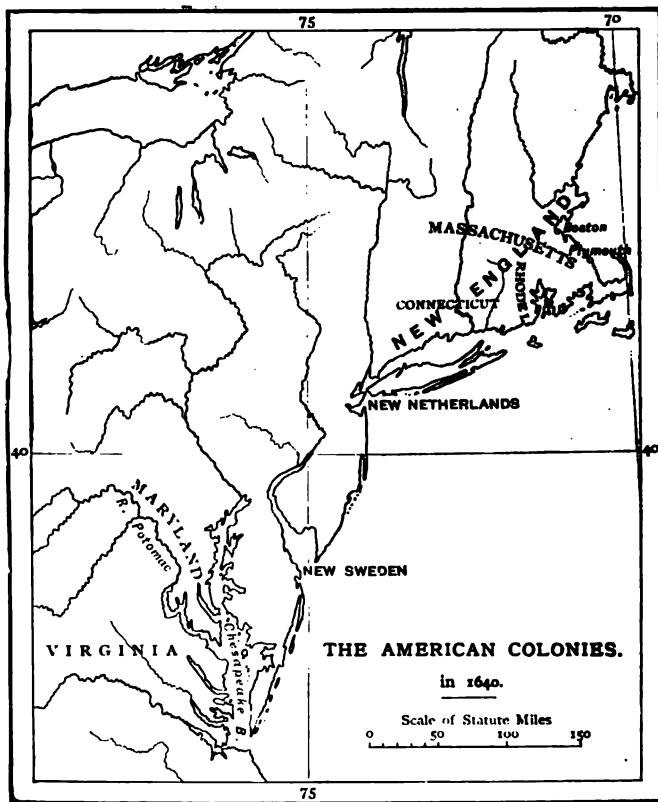 75
70
NEW ENGLAND
MASSACHUSETTS
Boston
Plymouth
RHODE I.
CONNECTICUT
NEW NETHERLANDS
40
40
MARYLAND
R. Potomac
NEW SWEDEN
VIRGINIA
Chesapeake B.
THE AMERICAN COLONIES.
in 1640.
Scale of Statute Miles
0 50 100 150
75